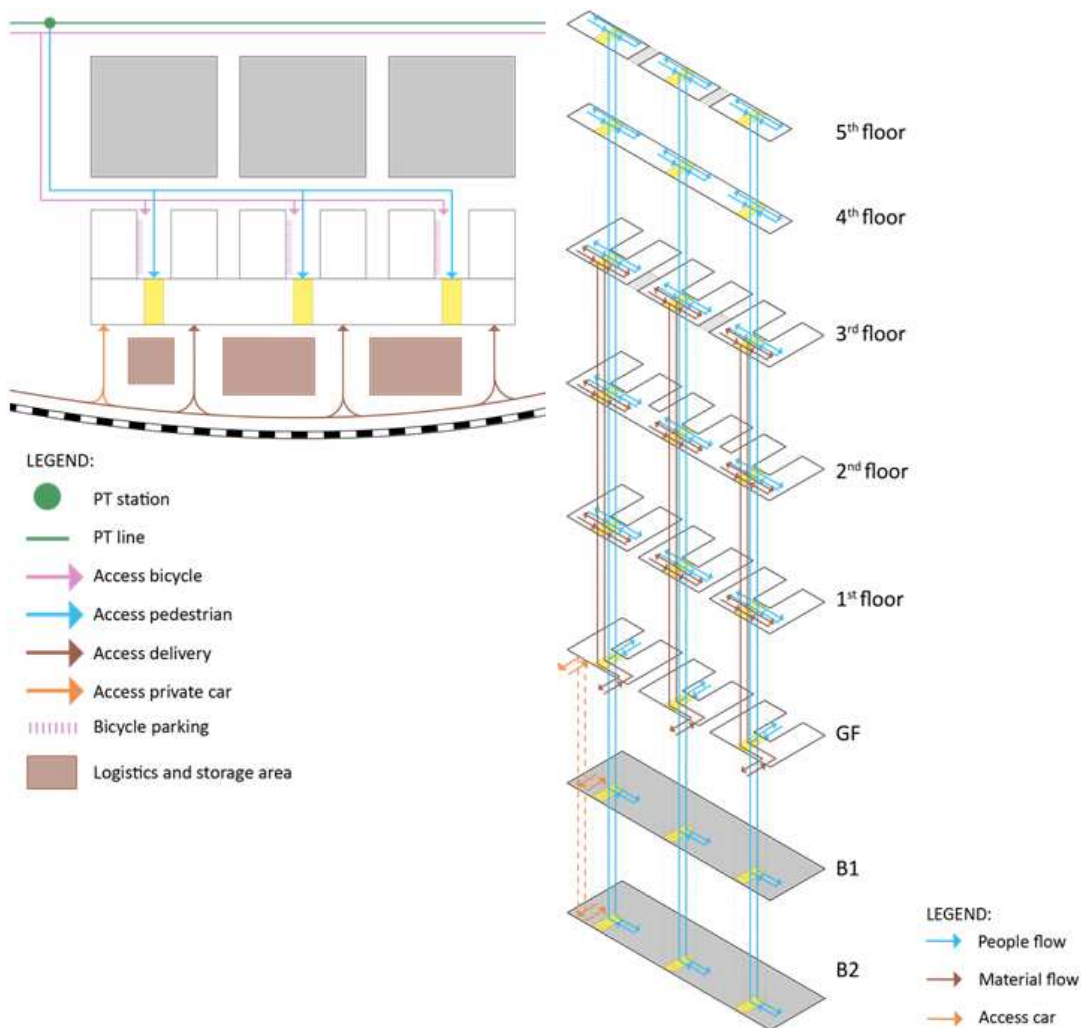 LEGEND:
PT station
PT line
Access bicycle
Access pedestrian
Access delivery
Access private car
Bicycle parking
Logistics and storage area
5th floor
4th floor
3rd floor
2nd floor
1st floor
GF
B1
B2
LEGEND:
People flow
Material flow
Access car